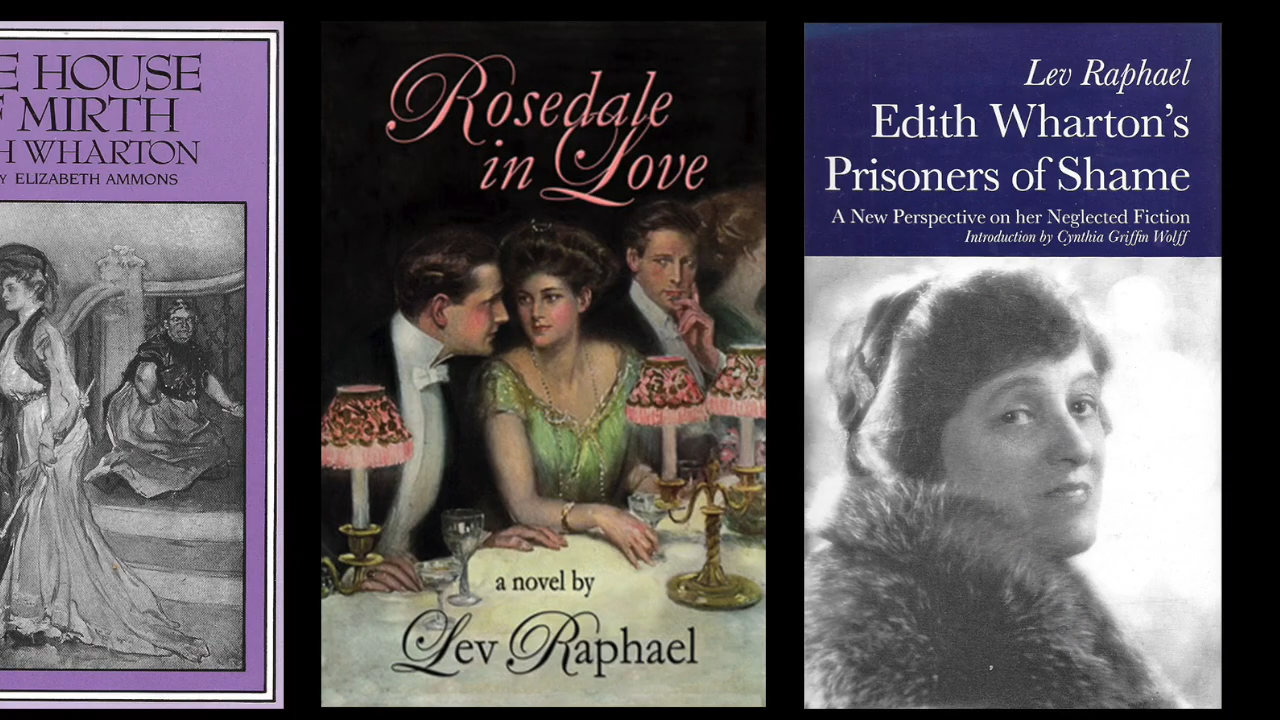 E HOUSE
F MIRTH
H WHARTON
Y ELIZABETH AMMONS
Rosedale
in Love
a novel by
Lev Raphael
Lev Raphael
Edith Wharton's
Prisoners of Shame
A New Perspective on her Neglected Fiction
Introduction by Cynthia Griffin Wolff